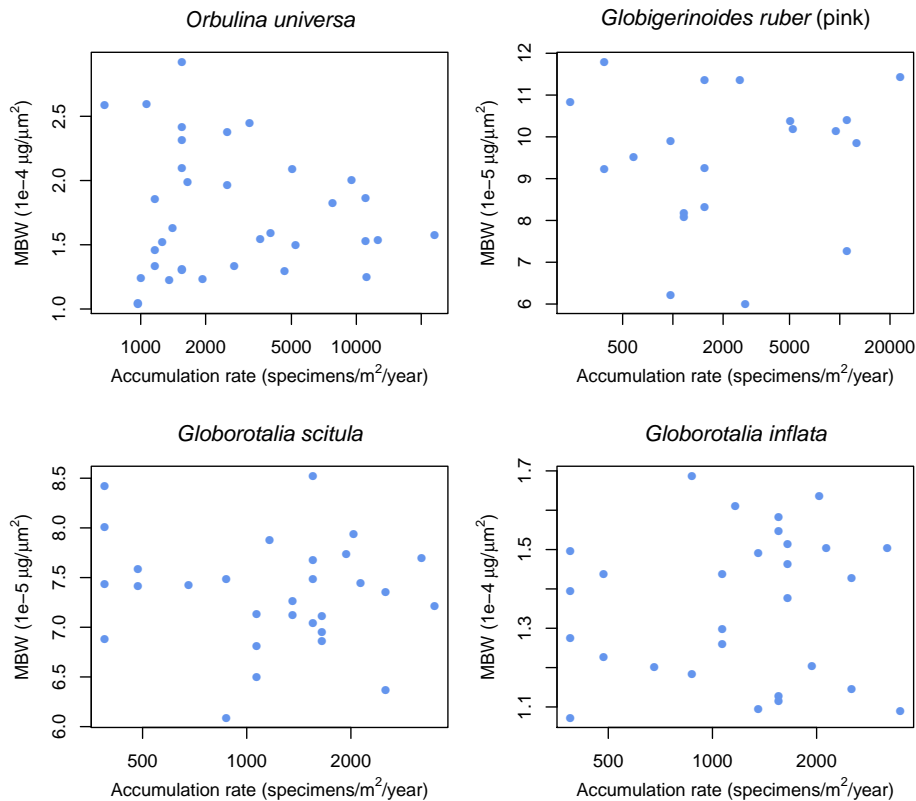 Orbulina universa
MBW (1e−4 μg/μm²)
2.5
2.0
1.5
1.0
1000 2000 5000 10000
Accumulation rate (specimens/m²/year)
Globigerinoides ruber (pink)
MBW (1e−5 μg/μm²)
12
11
10
9
8
7
6
500 2000 5000 20000
Accumulation rate (specimens/m²/year)
Globorotalia scitula
MBW (1e−5 μg/μm²)
8.5
8.0
7.5
7.0
6.5
6.0
500 1000 2000
Accumulation rate (specimens/m²/year)
Globorotalia inflata
MBW (1e−4 μg/μm²)
1.7
1.5
1.3
1.1
500 1000 2000
Accumulation rate (specimens/m²/year)